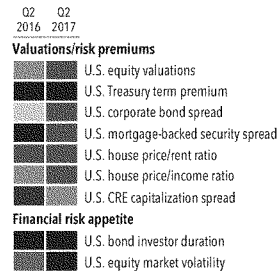 Q2 Q2
2016 2017
Valuations/risk premiums
U.S. equity valuations
U.S. Treasury term premium
U.S. corporate bond spread
U.S. mortgage-backed security spread
U.S. house price/rent ratio
U.S. house price/income ratio
U.S. CRE capitalization spread
Financial risk appetite
U.S. bond investor duration
U.S. equity market volatility